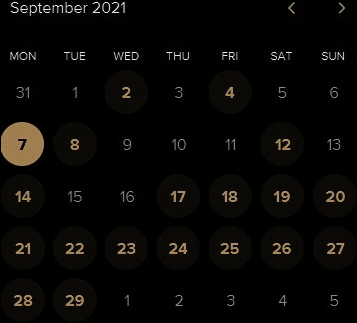 September 2021
MON TUE WED THU FRI SAT SUN
31 1 2 3 4 5 6
7 8 9 10 11 12 13
14 15 16 17 18 19 20
21 22 23 24 25 26 27
28 29 1 2 3 4 5